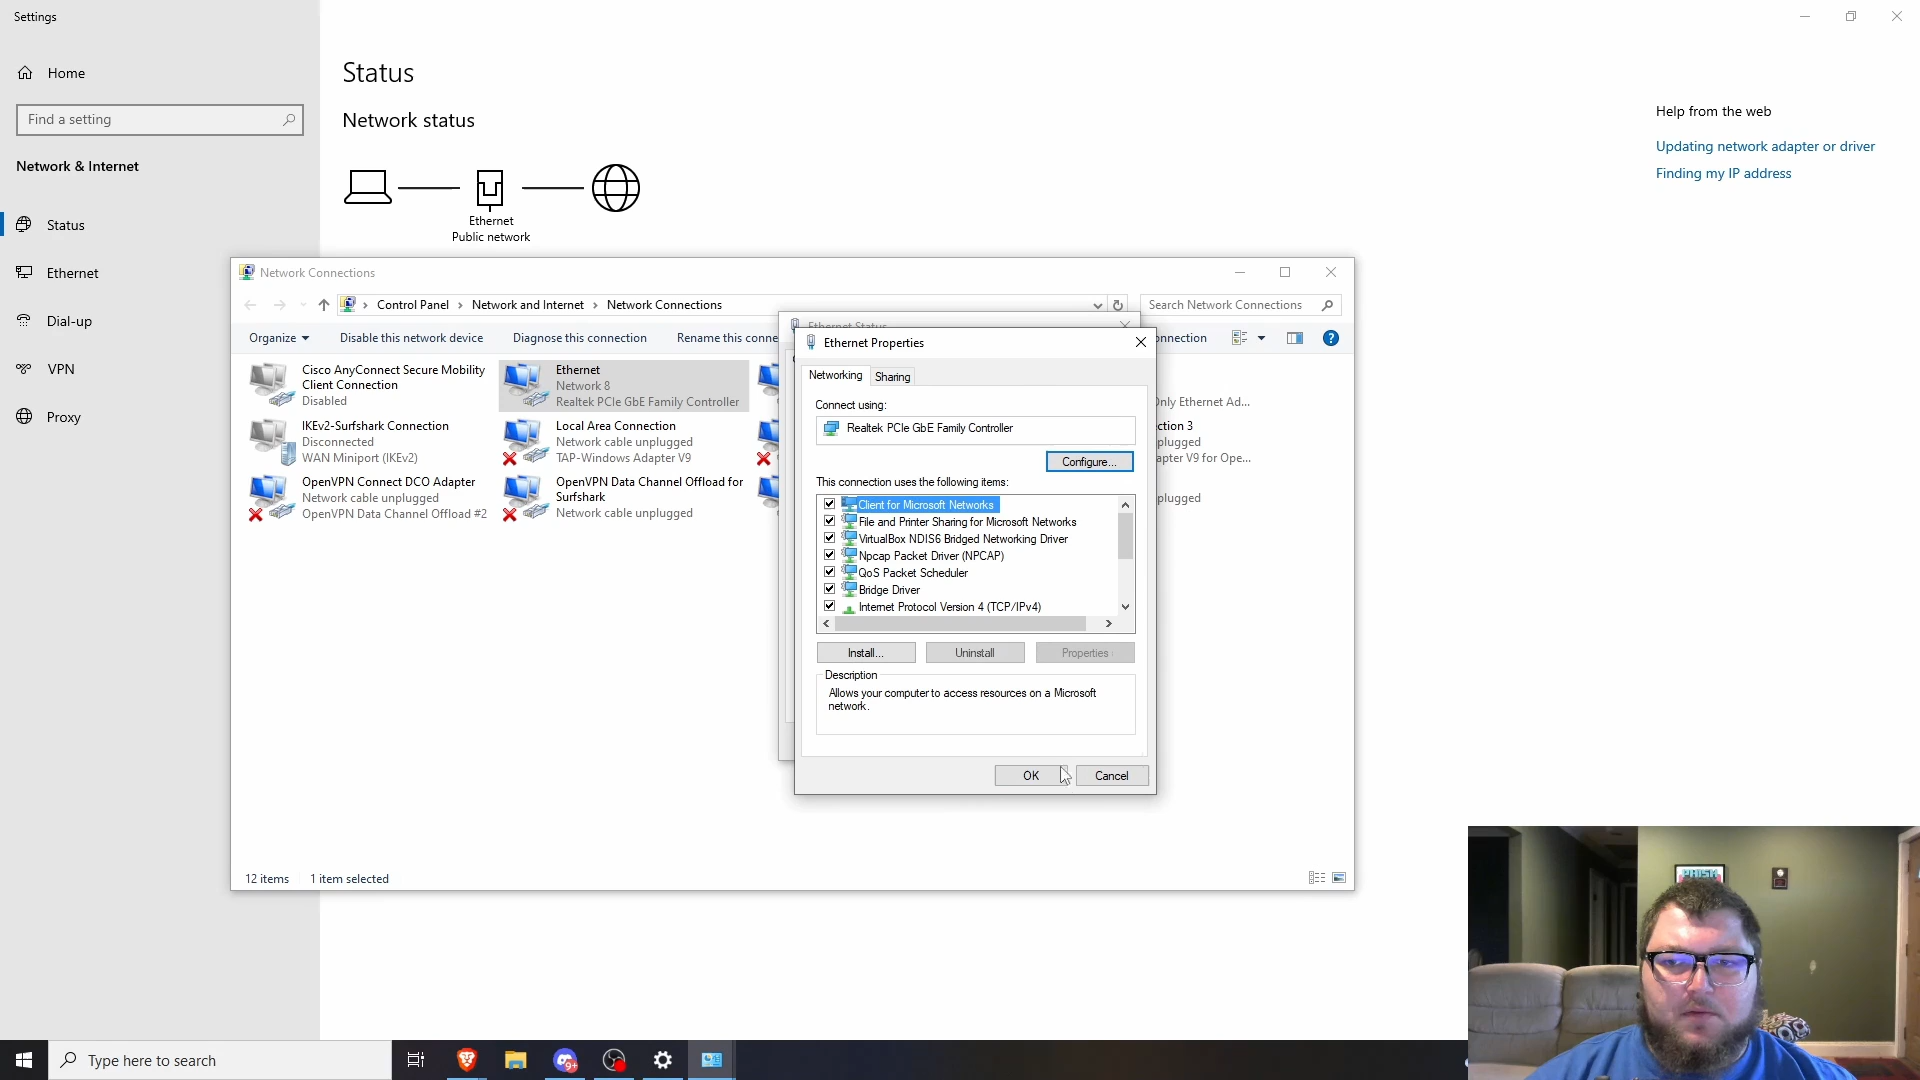 Settings
Home
Find a setting
Network & Internet
Status
Ethernet
Dial-up
VPN
Proxy
Status
Network status
Ethernet
Public network
Help from the web
Updating network adapter or driver
Finding my IP address
Network Connections
Control Panel > Network and Internet > Network Connections
Search Network Connections
Organize
Disable this network device
Diagnose this connection
Rename this conne
onnection
Cisco AnyConnect Secure Mobility
Client Connection
Disabled
Ethernet
Network 8
Realtek PCIe GbE Family Controller
Only Ethernet Ad...
IKEv2-Surfshark Connection
Disconnected
WAN Miniport (IKEv2)
Local Area Connection
Network cable unplugged
TAP-Windows Adapter V9
ction 3
plugged
apter V9 for Ope...
OpenVPN Connect DCO Adapter
Network cable unplugged
OpenVPN Data Channel Offload #2
OpenVPN Data Channel Offload for
Surfshark
Network cable unplugged
plugged
12 items
1 item selected
Ethernet Status
Ethernet Properties
Networking
Sharing
Connect using:
Realtek PCIe GbE Family Controller
Configure...
This connection uses the following items:
Client for Microsoft Networks
File and Printer Sharing for Microsoft Networks
VirtualBox NDIS6 Bridged Networking Driver
Npcap Packet Driver (NPCAP)
QoS Packet Scheduler
Bridge Driver
Internet Protocol Version 4 (TCP/IPv4)
Install...
Uninstall
Properties
Description
Allows your computer to access resources on a Microsoft
network.
OK
Cancel
PHISH
Type here to search
9+